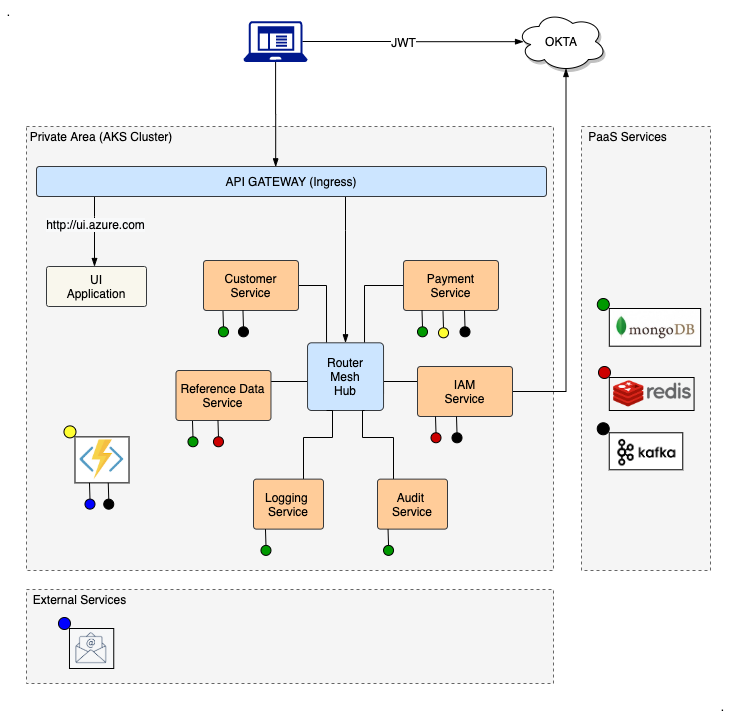 JWT
OKTA
Private Area (AKS Cluster)
PaaS Services
API GATEWAY (Ingress)
http://ui.azure.com
UI
Application
Customer
Service
Payment
Service
mongoDB
Router
Mesh
Hub
Reference Data
Service
IAM
Service
redis
kafka
Logging
Service
Audit
Service
External Services
@